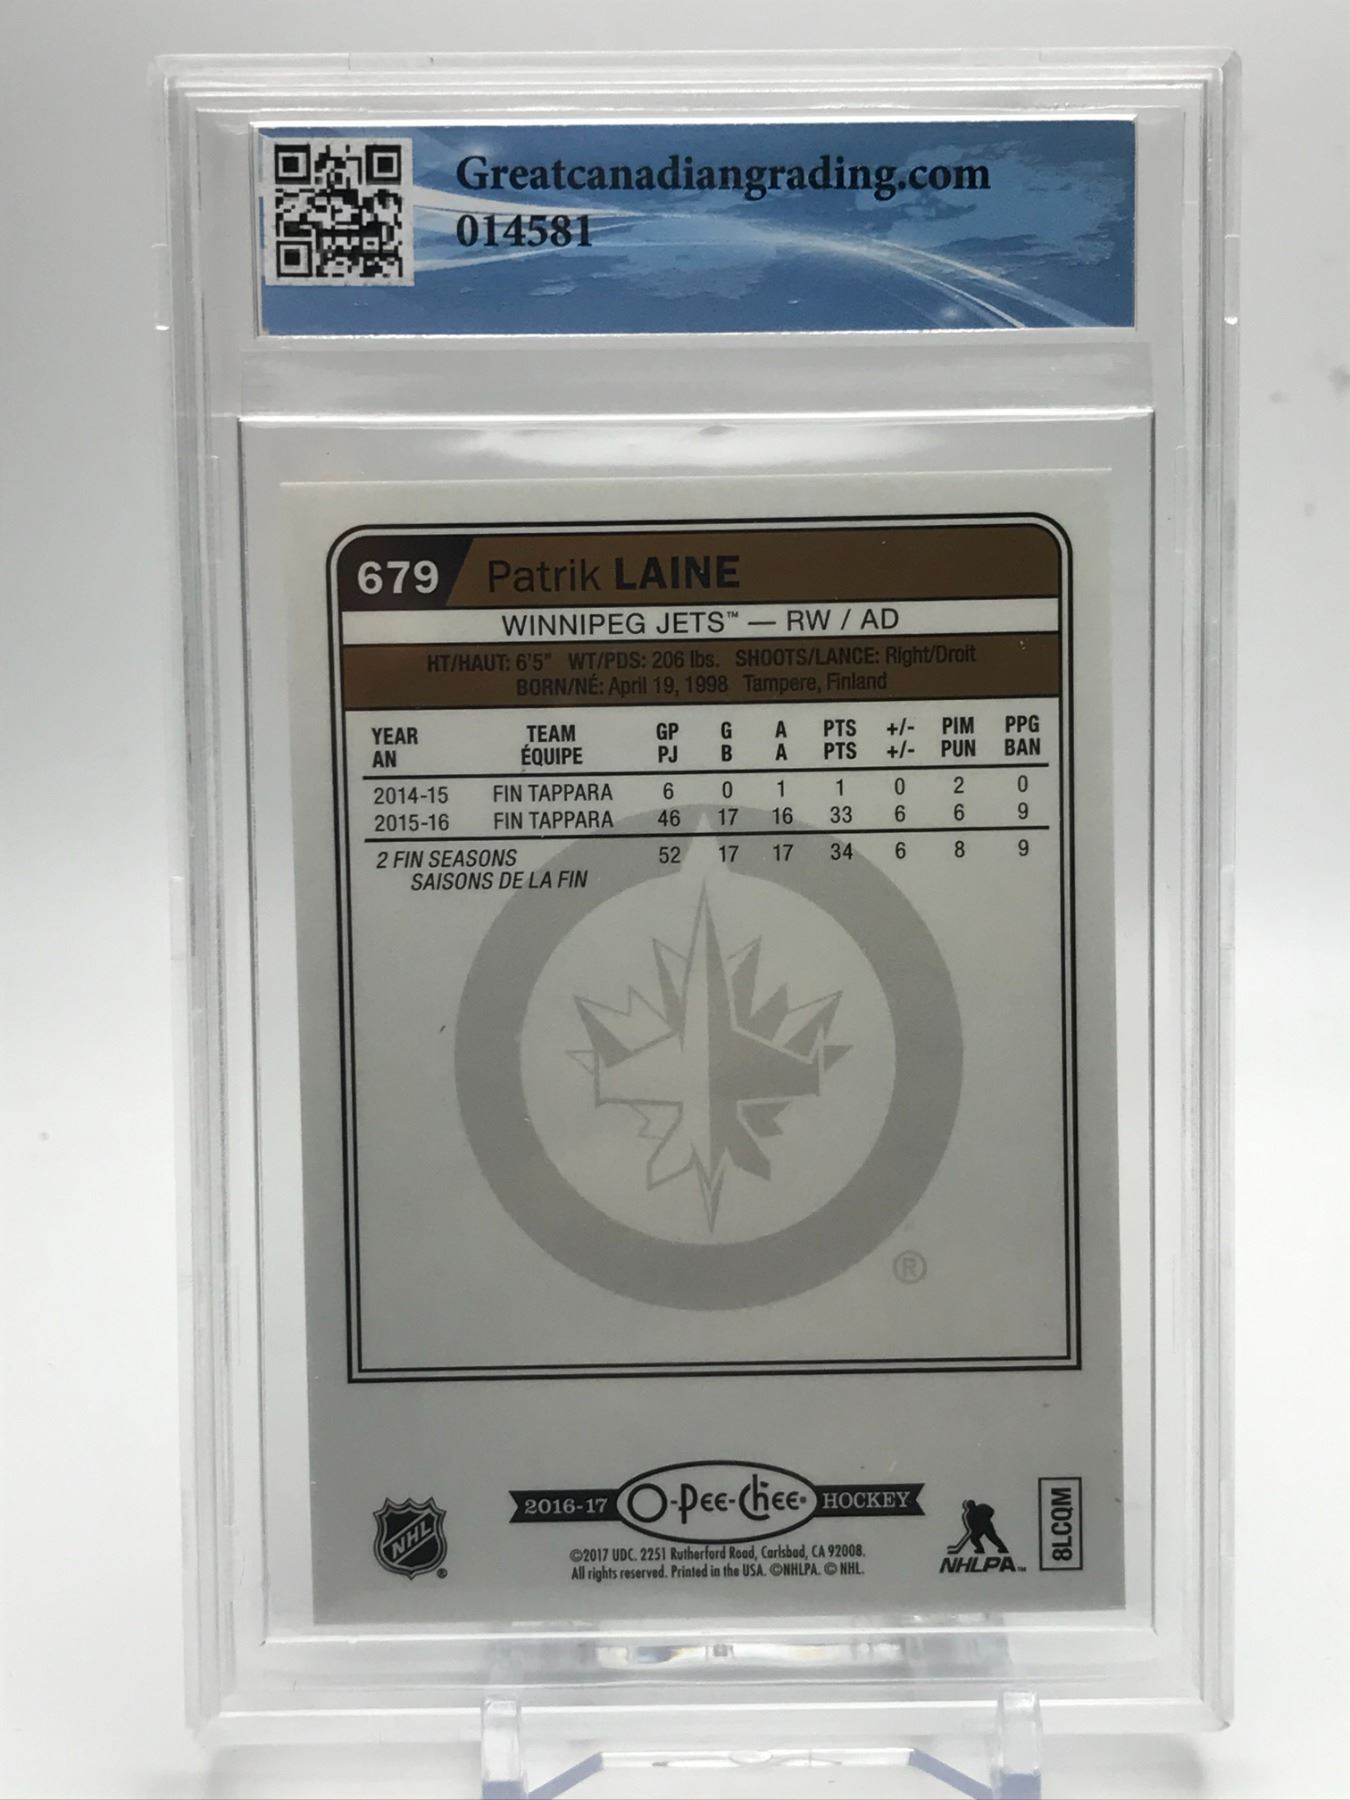 Greatcanadiangrading.com
014581
679 Patrik LAINE
WINNIPEG JETS™ — RW / AD
HT/HAUT: 6'5" WT/PDS: 206 lbs. SHOOTS/LANCE: Right/Droit
BORN/NÉ: April 19, 1998 Tampere, Finland
YEAR TEAM GP G A PTS +/- PIM PPG
AN ÉQUIPE PJ B A PTS +/- PUN BAN
2014-15 FIN TAPPARA 6 0 1 1 0 2 0
2015-16 FIN TAPPARA 46 17 16 33 6 6 9
2 FIN SEASONS 52 17 17 34 6 8 9
SAISONS DE LA FIN
®
NHL ®
2016-17 O-Pee-Chee® HOCKEY
©2017 UDC. 2251 Rutherford Road, Carlsbad, CA 92008.
All rights reserved. Printed in the USA. ©NHLPA. © NHL.
NHLPA™
8LCQM